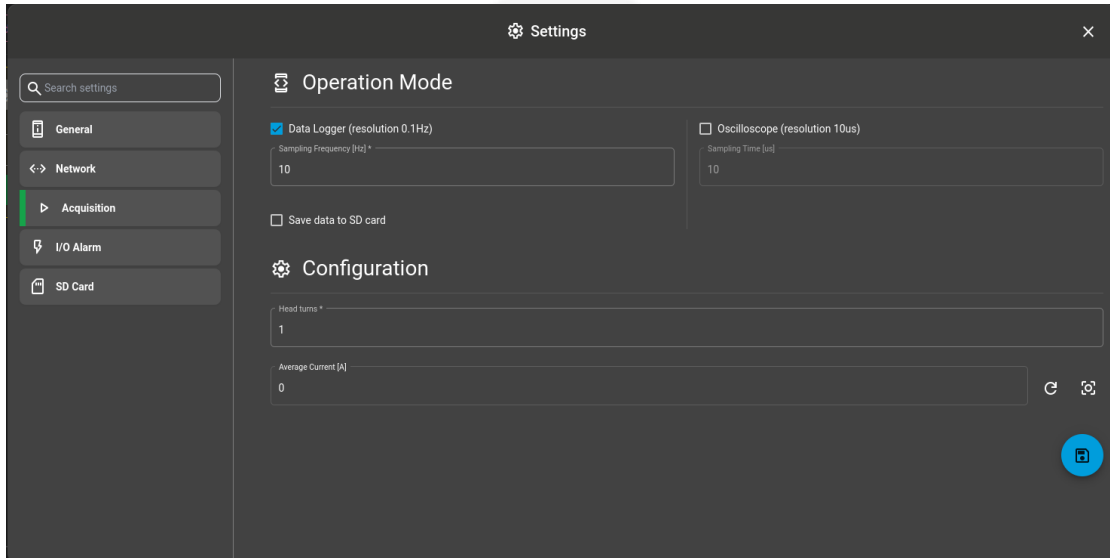 Settings
Search settings
General
Network
Acquisition
I/O Alarm
SD Card
Operation Mode
Data Logger (resolution 0.1Hz)
Sampling Frequency [Hz] *
10
Save data to SD card
Oscilloscope (resolution 10us)
Sampling Time [us]
10
Configuration
Head turns *
1
Average Current [A]
0